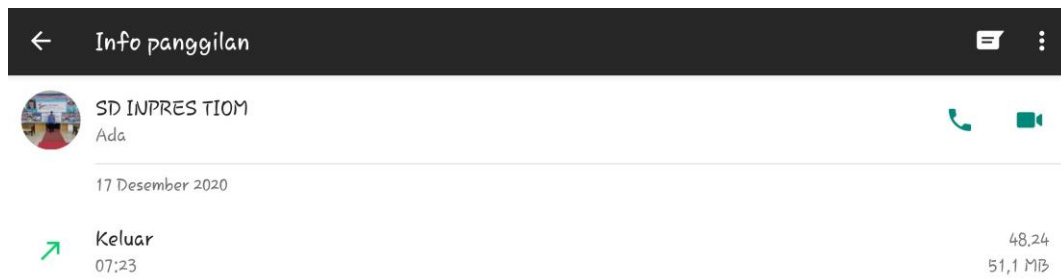 Info panggilan
SD INPRES TIOM
Ada
17 Desember 2020
Keluar
48.24
07:23
51,1 MB